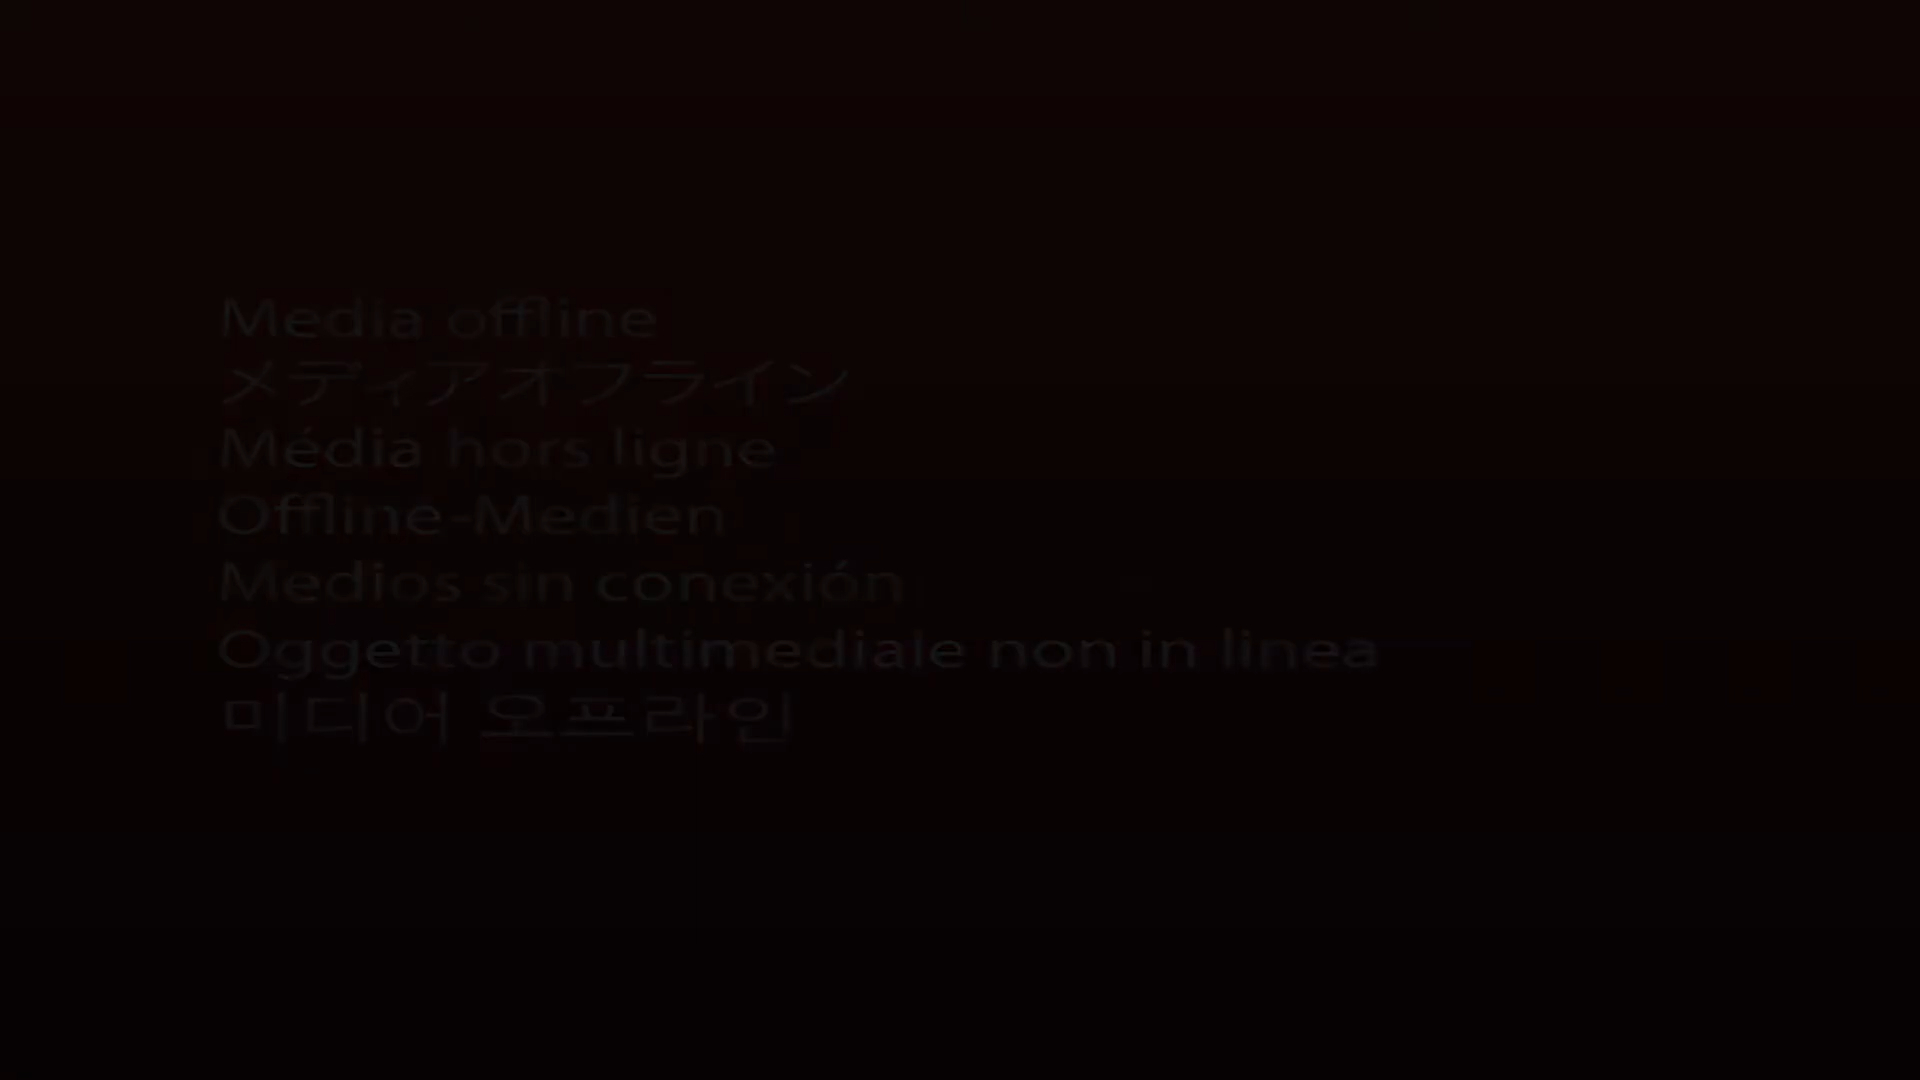 Media offline
メディアオフライン
Média hors ligne
Offline-Medien
Medios sin conexión
Oggetto multimediale non in linea
미디어 오프라인